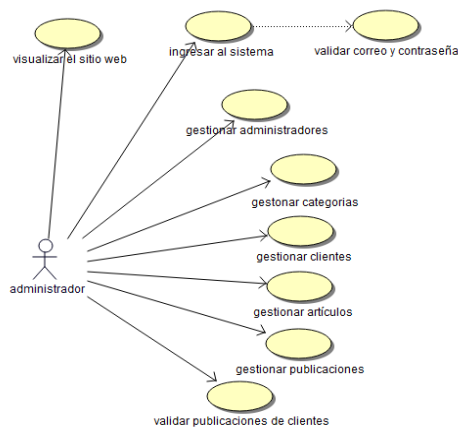 visualizar el sitio web
ingresar al sistema
validar correo y contraseña
gestionar administradores
gestonar categorias
gestionar clientes
administrador
gestionar artículos
gestionar publicaciones
validar publicaciones de clientes